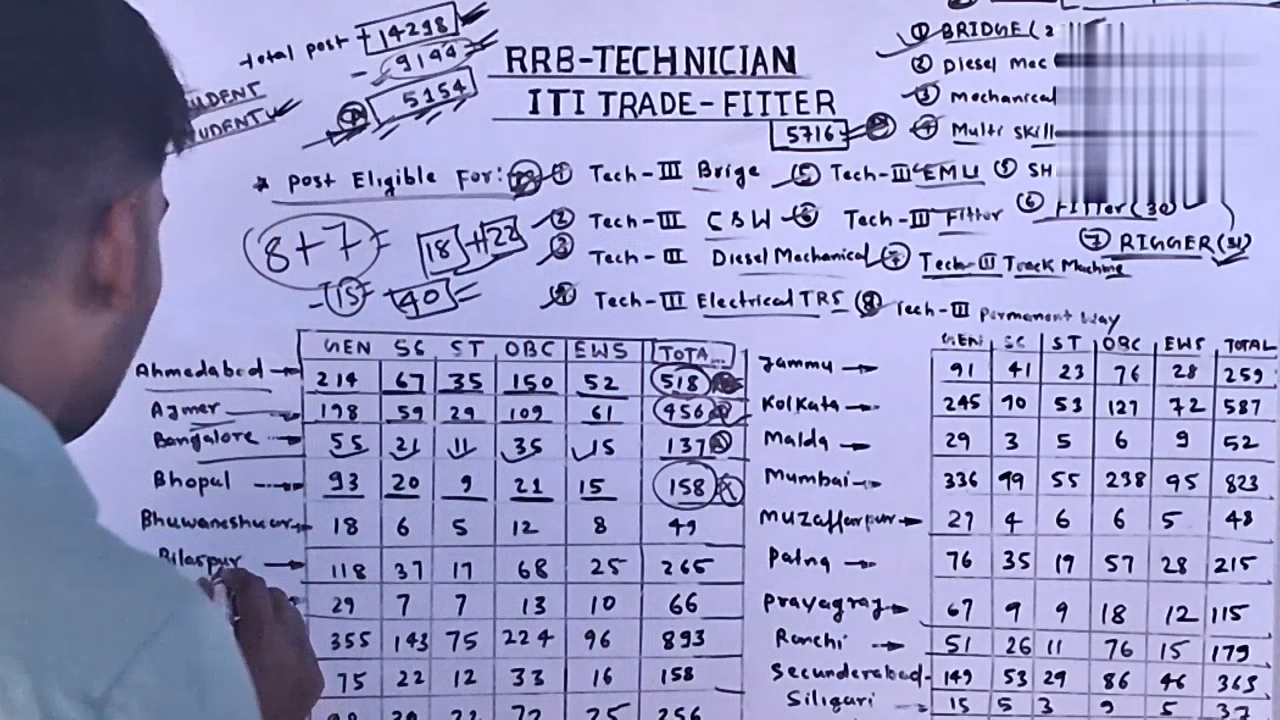 total post → 14298
- 9144
5154
UDENT
UDENT
RRB-TECHNICIAN
ITI TRADE-FITTER
5716
① BRIDGE(2
② Diesel Mec
③ Mechanical
④ Multi Skill
⑤ SH
⑥ FITTER(30
⑦ RIGGER(31)
* Post Eligible For:
① Tech-III Brige
⑤ Tech-III EMU
② Tech-III C&W
⑥ Tech-III Fitter
③ Tech-III Diesel Mechanical
⑦ Tech-III Track Machine
④ Tech-III Electrical TRS
⑧ Tech-III Permanent Way
8+7=
18+22
-15= 40=
GEN SC ST OBC EWS TOTA...
Ahmedabad → 214 67 35 150 52 518
Ajmer → 198 59 29 109 61 456
Bangalore → 55 21 11 35 15 137
Bhopal → 93 20 9 21 15 158
Bhuwaneshwar → 18 6 5 12 8 49
Bilaspur → 118 37 17 68 25 265
29 7 7 13 10 66
355 143 75 224 96 893
75 22 12 33 16 158
72 25 256
GEN SC ST OBC EWS TOTAL
Jammu → 91 41 23 76 28 259
Kolkata → 245 90 53 127 72 587
Malda → 29 3 5 6 9 52
Mumbai → 336 99 55 238 95 823
Muzaffarpur → 27 4 6 6 5 48
Patna → 76 35 19 57 28 215
Prayagraj → 67 9 9 18 12 115
Ranchi → 51 26 11 76 15 179
Secunderabad → 149 53 29 86 46 363
Siliguri → 15 5 3 9 5 37